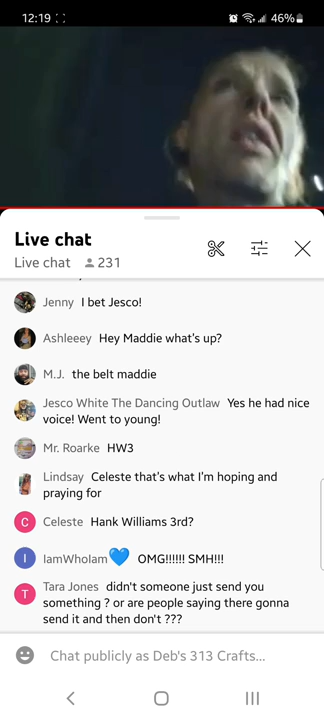 12:19
46%
Live chat
Live chat 231
Jenny I bet Jesco!
Ashleeey Hey Maddie what's up?
M.J. the belt maddie
Jesco White The Dancing Outlaw Yes he had nice
voice! Went to young!
Mr. Roarke HW3
Lindsay Celeste that's what I'm hoping and
praying for
C Celeste Hank Williams 3rd?
I IamWhoIam💙 OMG!!!!!! SMH!!!
T Tara Jones didn't someone just send you
something ? or are people saying there gonna
send it and then don't ???
Chat publicly as Deb's 313 Crafts...